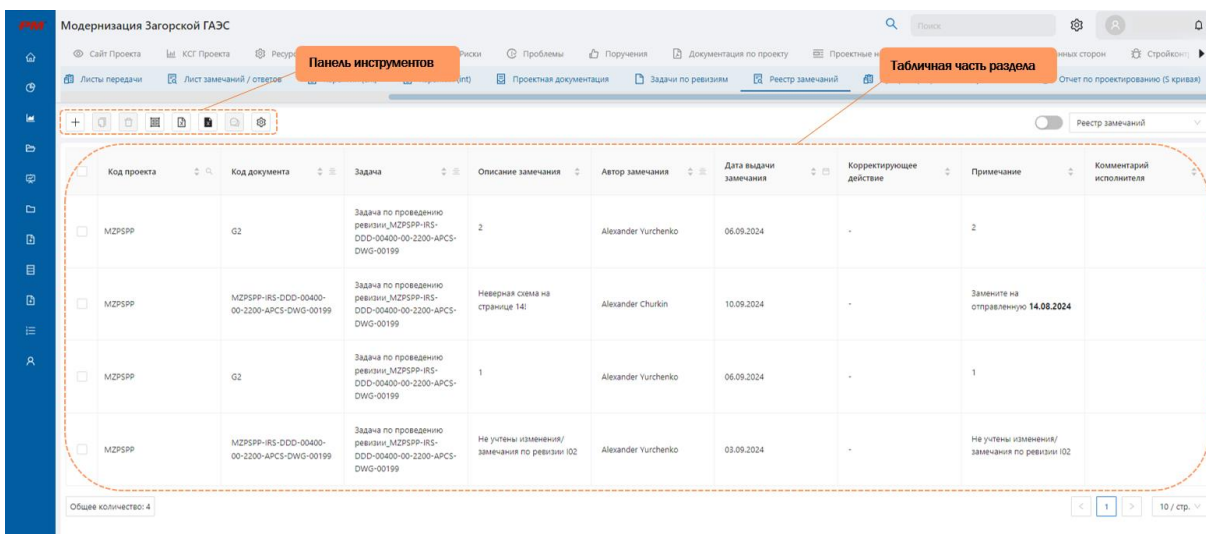 PM Модернизация Загорской ГАЭС Поиск
Сайт Проекта КСГ Проекта Проблемы Поручения Документация по проекту
Панель инструментов
Табличная часть раздела
Листы передачи Лист замечаний / ответов Проектная документация Задачи по ревизиям Реестр замечаний Отчет по проектированию (S кривая)
Реестр замечаний
Код проекта Код документа Задача Описание замечания Автор замечания Дата выдачи замечания Корректирующее действие Примечание Комментарий исполнителя
Задача по проведению
ревизии_MZPSPP-IRS-
DDD-00400-00-2200-APCS-
DWG-00199
MZPSPP G2 2 Alexander Yurchenko 06.09.2024 - 2
Задача по проведению
ревизии_MZPSPP-IRS-
DDD-00400-00-2200-APCS-
DWG-00199
MZPSPP
MZPSPP-IRS-DDD-00400-
00-2200-APCS-DWG-00199
Неверная схема на
странице 14!
Alexander Churkin 10.09.2024 -
Замените на
отправленную 14.08.2024
Задача по проведению
ревизии_MZPSPP-IRS-
DDD-00400-00-2200-APCS-
DWG-00199
MZPSPP G2 1 Alexander Yurchenko 06.09.2024 - 1
Задача по проведению
ревизии_MZPSPP-IRS-
DDD-00400-00-2200-APCS-
DWG-00199
MZPSPP
MZPSPP-IRS-DDD-00400-
00-2200-APCS-DWG-00199
Не учтены изменения/
замечания по ревизии I02
Alexander Yurchenko 03.09.2024 -
Не учтены изменения/
замечания по ревизии I02
Общее количество: 4 1 10 / стр.